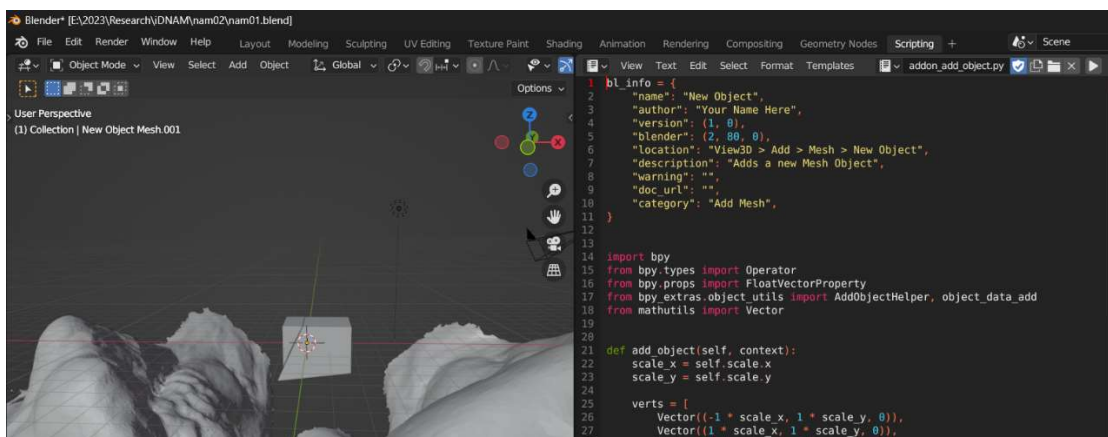 Blender* [E:\2023\Research\iDNAM\nam02\nam01.blend]
File Edit Render Window Help Layout Modeling Sculpting UV Editing Texture Paint Shading Animation Rendering Compositing Geometry Nodes Scripting + Scene
Object Mode View Select Add Object Global View Text Edit Select Format Templates addon_add_object.py
Options
User Perspective
(1) Collection | New Object Mesh.001
Z
Y
X
1 bl_info = {
2 "name": "New Object",
3 "author": "Your Name Here",
4 "version": (1, 0),
5 "blender": (2, 80, 0),
6 "location": "View3D > Add > Mesh > New Object",
7 "description": "Adds a new Mesh Object",
8 "warning": "",
9 "doc_url": "",
10 "category": "Add Mesh",
11 }
12
13
14 import bpy
15 from bpy.types import Operator
16 from bpy.props import FloatVectorProperty
17 from bpy_extras.object_utils import AddObjectHelper, object_data_add
18 from mathutils import Vector
19
20
21 def add_object(self, context):
22 scale_x = self.scale.x
23 scale_y = self.scale.y
24
25 verts = [
26 Vector((-1 * scale_x, 1 * scale_y, 0)),
27 Vector((1 * scale_x, 1 * scale_y, 0)),